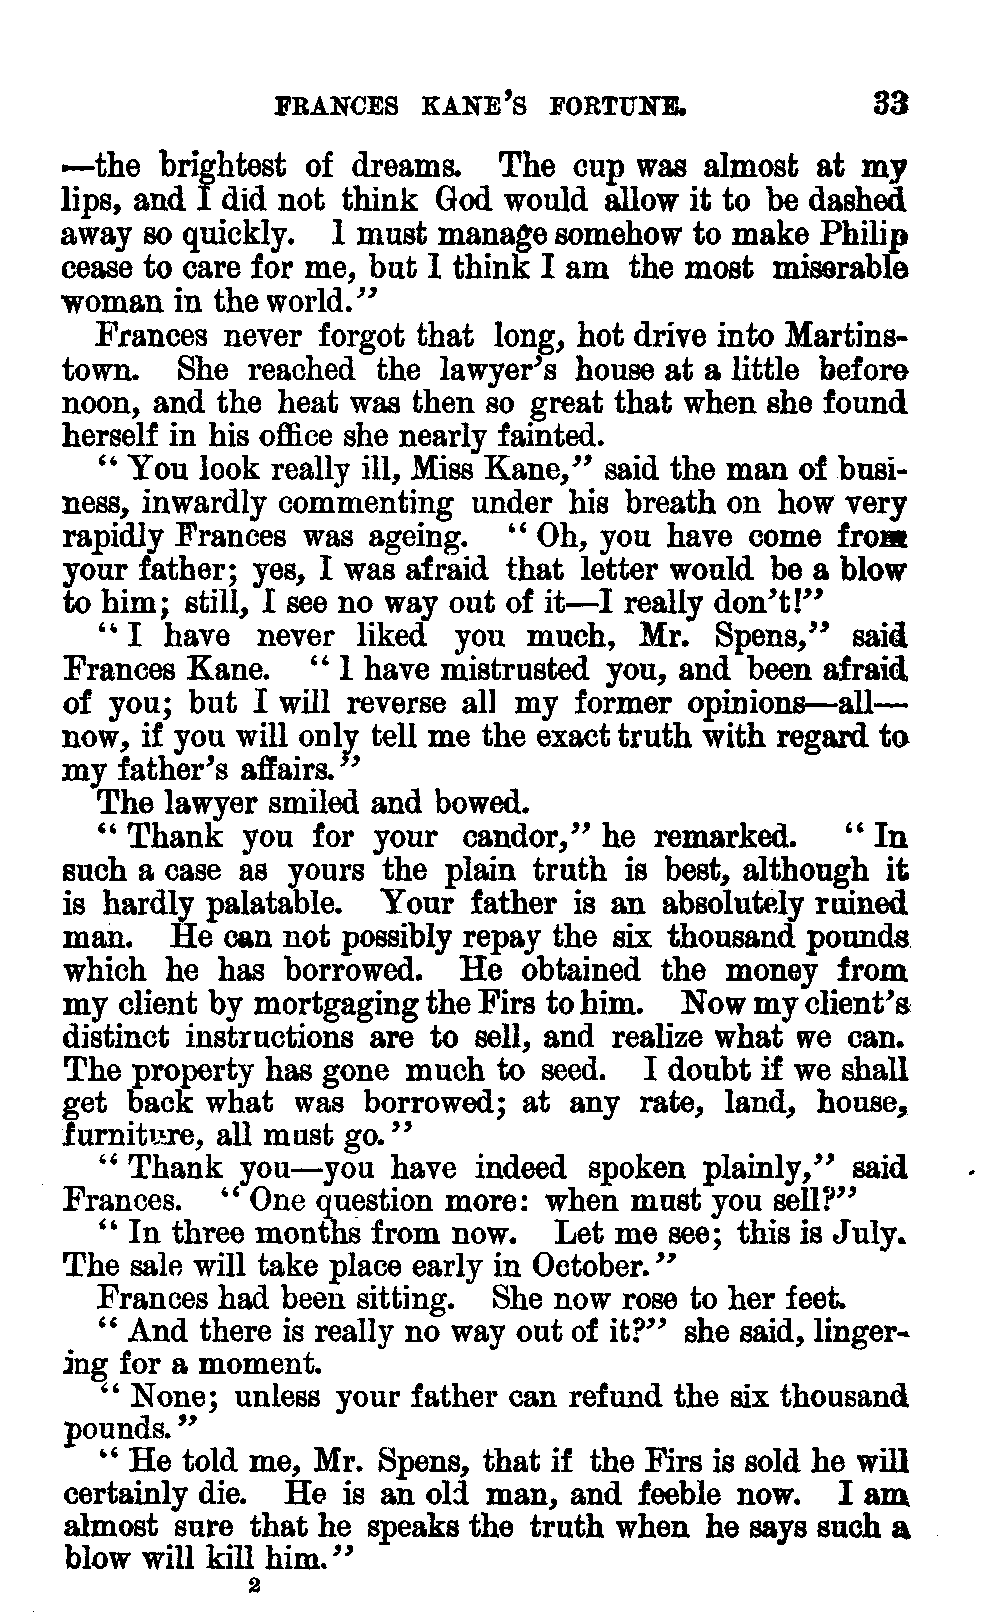 FRANCES KANE'S FORTUNE. 33
—the brightest of dreams. The cup was almost at my
lips, and I did not think God would allow it to be dashed
away so quickly. I must manage somehow to make Philip
cease to care for me, but I think I am the most miserable
woman in the world."
Frances never forgot that long, hot drive into Martins-
town. She reached the lawyer's house at a little before
noon, and the heat was then so great that when she found
herself in his office she nearly fainted.
"You look really ill, Miss Kane," said the man of busi-
ness, inwardly commenting under his breath on how very
rapidly Frances was ageing. "Oh, you have come from
your father; yes, I was afraid that letter would be a blow
to him; still, I see no way out of it—I really don't!"
"I have never liked you much, Mr. Spens," said
Frances Kane. "I have mistrusted you, and been afraid
of you; but I will reverse all my former opinions—all—
now, if you will only tell me the exact truth with regard to
my father's affairs."
The lawyer smiled and bowed.
"Thank you for your candor," he remarked. "In
such a case as yours the plain truth is best, although it
is hardly palatable. Your father is an absolutely ruined
man. He can not possibly repay the six thousand pounds
which he has borrowed. He obtained the money from
my client by mortgaging the Firs to him. Now my client's
distinct instructions are to sell, and realize what we can.
The property has gone much to seed. I doubt if we shall
get back what was borrowed; at any rate, land, house,
furniture, all must go."
"Thank you—you have indeed spoken plainly," said
Frances. "One question more: when must you sell?"
"In three months from now. Let me see; this is July.
The sale will take place early in October."
Frances had been sitting. She now rose to her feet.
"And there is really no way out of it?" she said, linger-
ing for a moment.
"None; unless your father can refund the six thousand
pounds."
"He told me, Mr. Spens, that if the Firs is sold he will
certainly die. He is an old man, and feeble now. I am
almost sure that he speaks the truth when he says such a
blow will kill him."
2